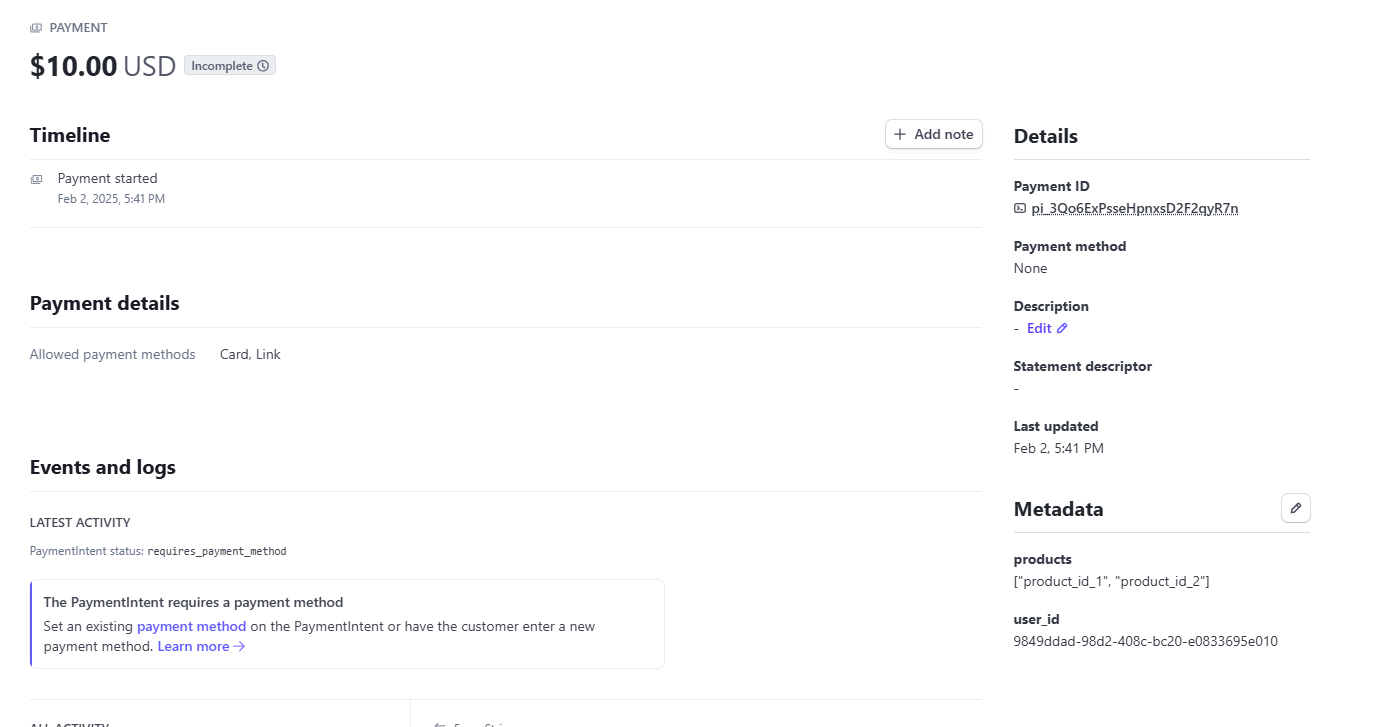 PAYMENT
$10.00 USD Incomplete
Timeline
Add note
Payment started
Feb 2, 2025, 5:41 PM
Payment details
Allowed payment methods Card, Link
Events and logs
LATEST ACTIVITY
PaymentIntent status: requires_payment_method
The PaymentIntent requires a payment method
Set an existing payment method on the PaymentIntent or have the customer enter a new
payment method. Learn more
ALL ACTIVITY
Details
Payment ID
pi_3Qo6ExPsseHpnxsD2F2qyR7n
Payment method
None
Description
- Edit
Statement descriptor
-
Last updated
Feb 2, 5:41 PM
Metadata
products
["product_id_1", "product_id_2"]
user_id
9849ddad-98d2-408c-bc20-e0833695e010